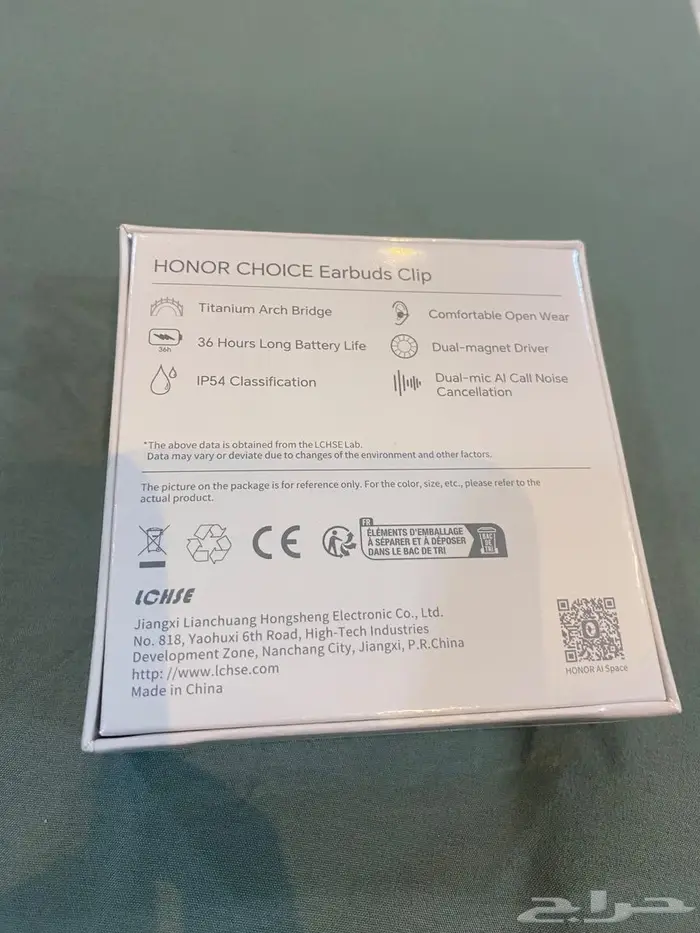 HONOR CHOICE Earbuds Clip
Titanium Arch Bridge
Comfortable Open Wear
36h
36 Hours Long Battery Life
Dual-magnet Driver
IP54 Classification
Dual-mic AI Call Noise
Cancellation
*The above data is obtained from the LCHSE Lab.
Data may vary or deviate due to changes of the environment and other factors.
The picture on the package is for reference only. For the color, size, etc., please refer to the
actual product.
CE
FR
ÉLÉMENTS D'EMBALLAGE
À SÉPARER ET À DÉPOSER
DANS LE BAC DE TRI
BAC
DE
TRI
LCHSE
Jiangxi Lianchuang Hongsheng Electronic Co., Ltd.
No. 818, Yaohuxi 6th Road, High-Tech Industries
Development Zone, Nanchang City, Jiangxi, P.R.China
http: //www.lchse.com
Made in China
HONOR AI Space
حراج